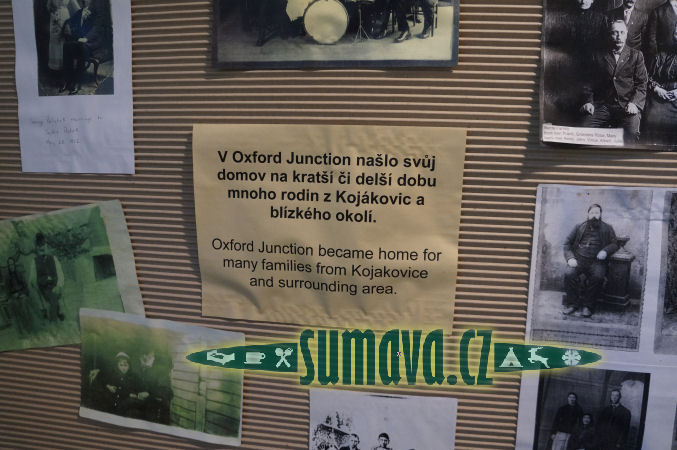 V Oxford Junction našlo svůj
domov na kratší či delší dobu
mnoho rodin z Kojákovic a
blízkého okolí.
Oxford Junction became home for
many families from Kojakovice
and surrounding area.
sumava.cz